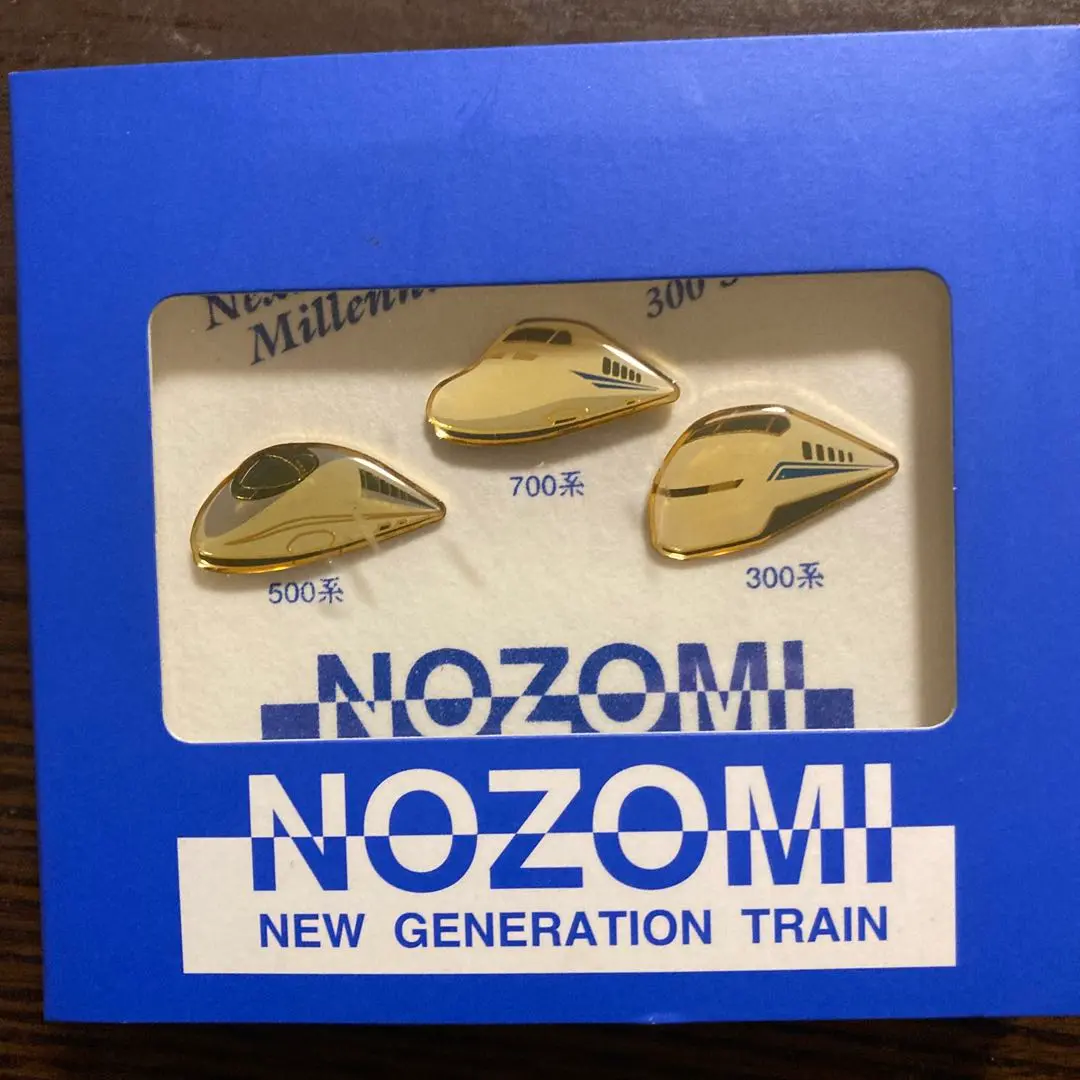 Millenn
300
700系
500系
300系
NOZOMI
NOZOMI
NEW GENERATION TRAIN